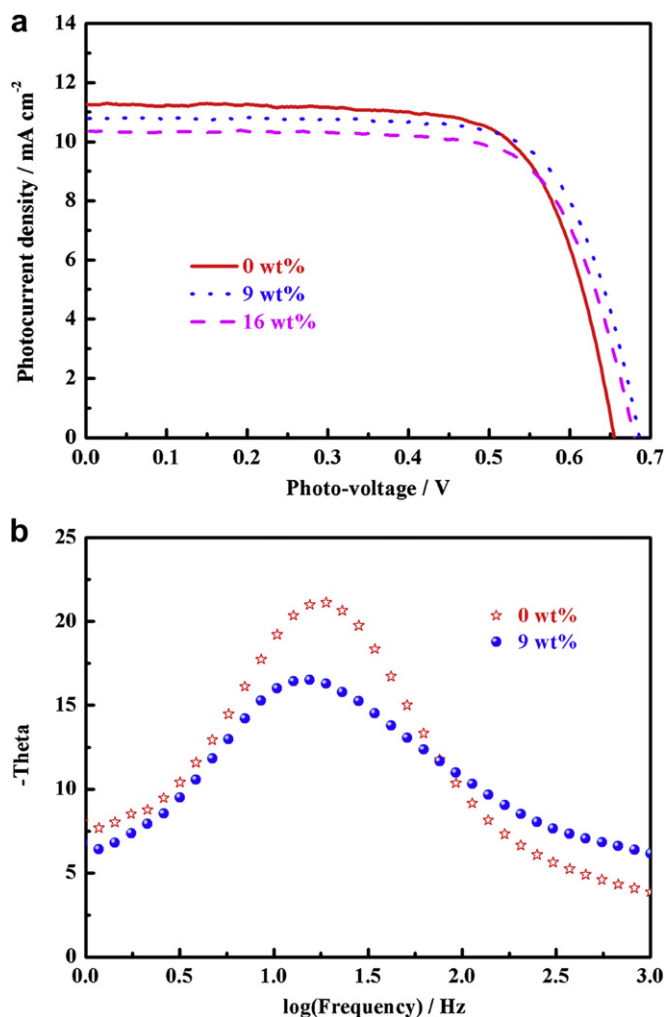 a
14
12
10
8
6
4
2
0
Photocurrent density / mA cm⁻²
0 wt%
9 wt%
16 wt%
0.0 0.1 0.2 0.3 0.4 0.5 0.6 0.7
Photo-voltage / V
b
25
20
15
10
5
0
-Theta
0 wt%
9 wt%
0.0 0.5 1.0 1.5 2.0 2.5 3.0
log(Frequency) / Hz